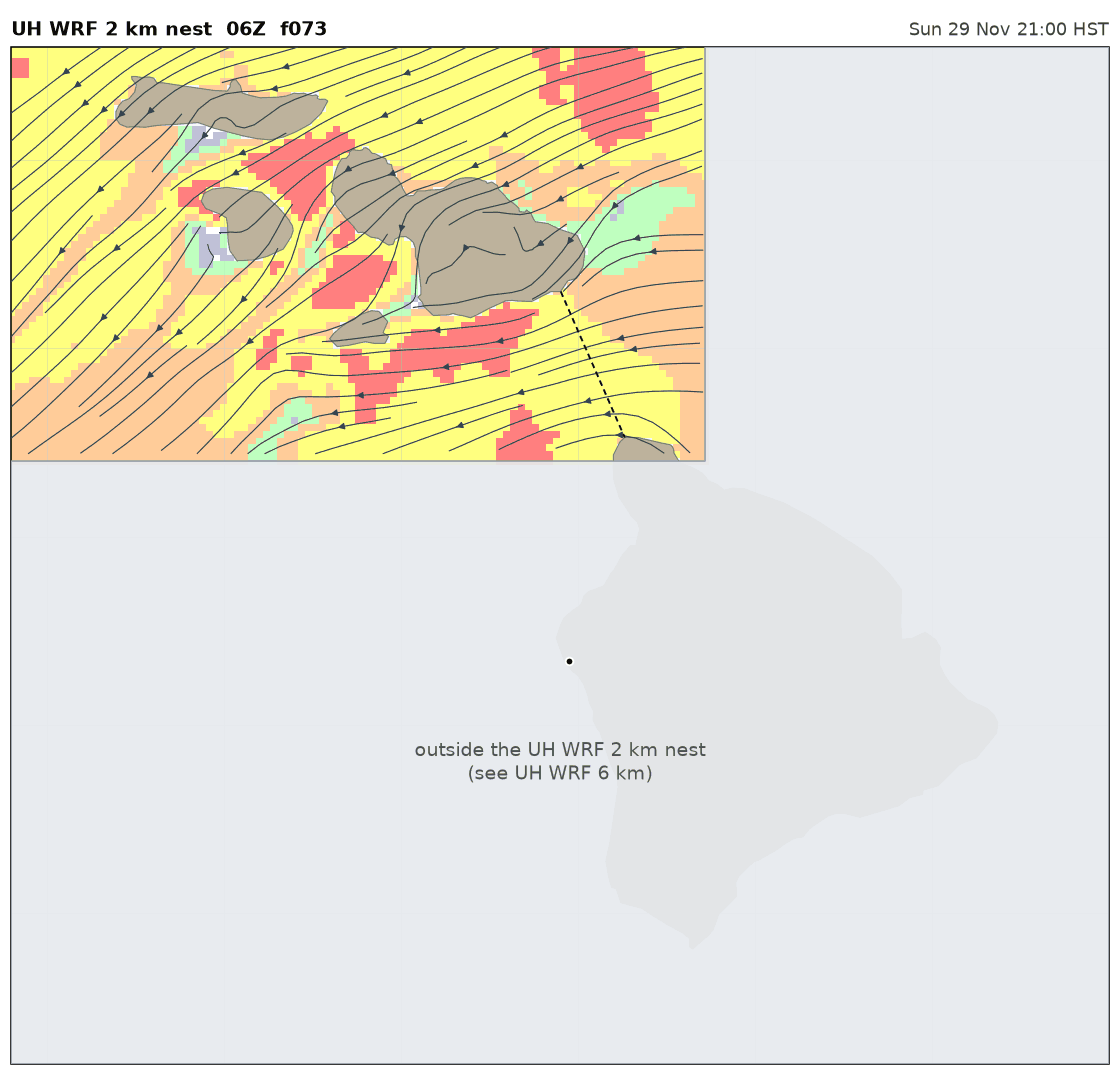 UH WRF 2 km nest  06Z  f073
Sun 29 Nov 21:00 HST
outside the UH WRF 2 km nest
(see UH WRF 6 km)